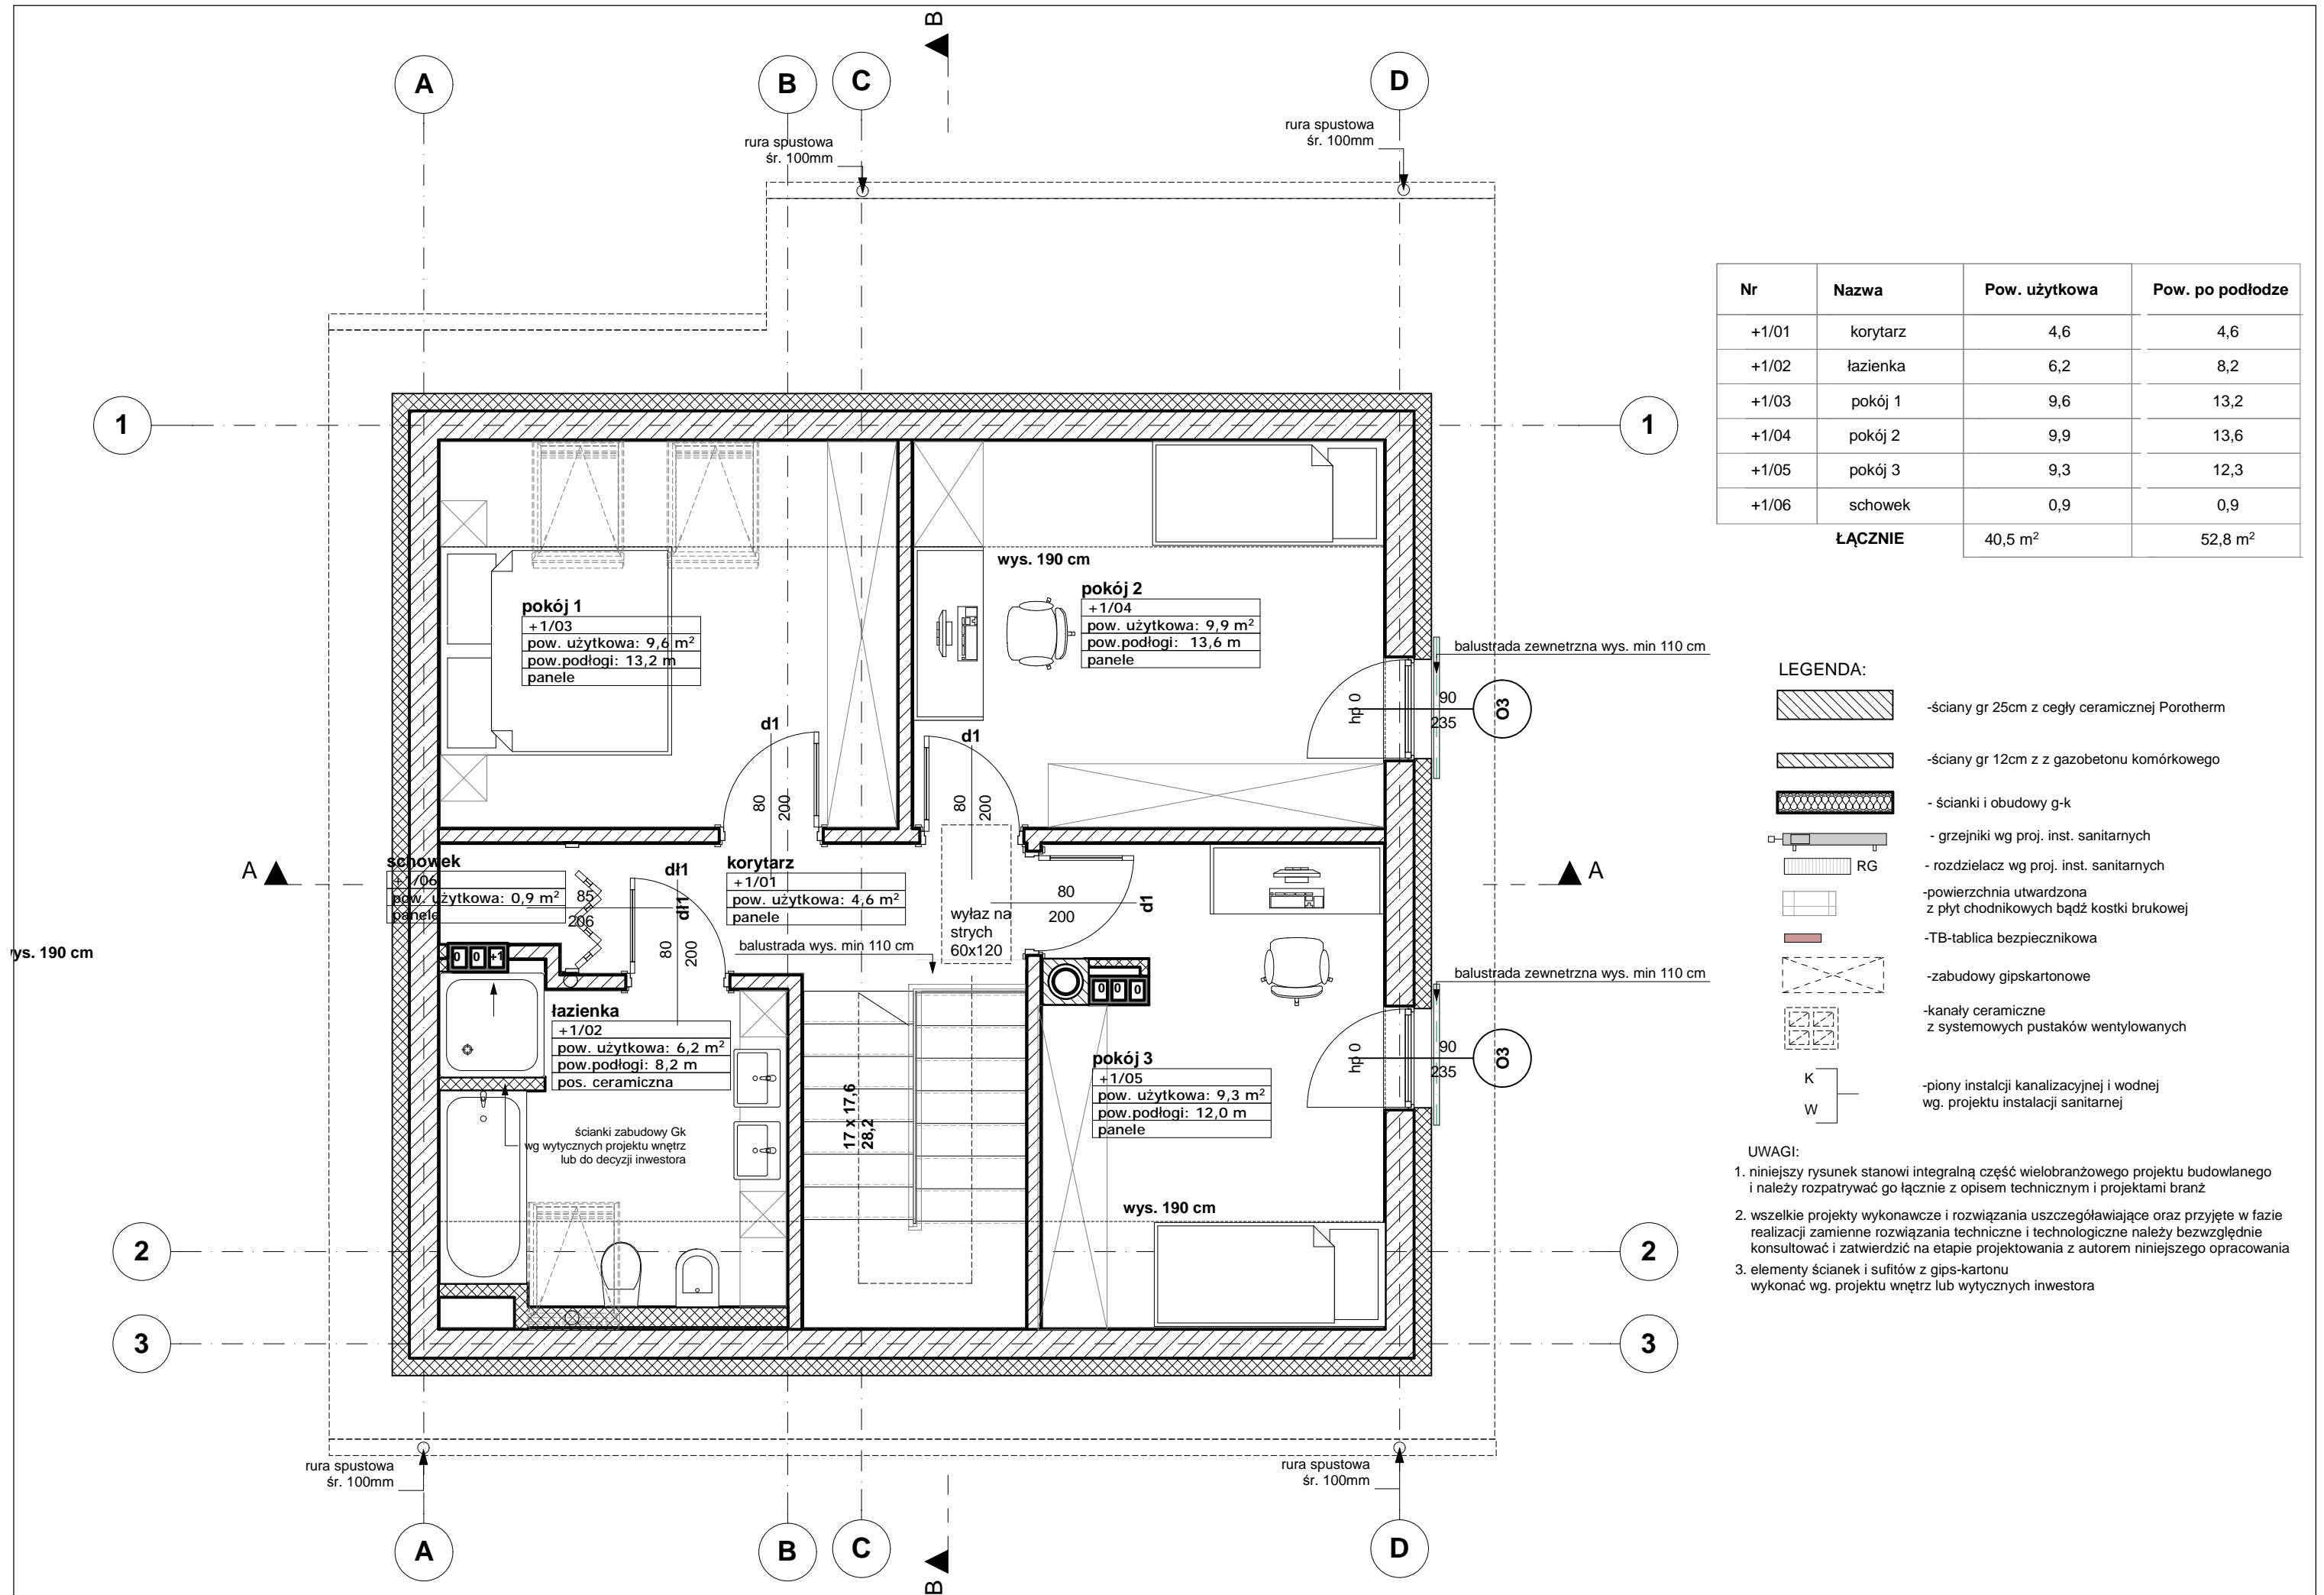 B
A
B
C
D
rura spustowa
śr. 100mm
rura spustowa
śr. 100mm
1
1
Nr Nazwa Pow. użytkowa Pow. po podłodze
+1/01 korytarz 4,6 4,6
+1/02 łazienka 6,2 8,2
+1/03 pokój 1 9,6 13,2
+1/04 pokój 2 9,9 13,6
+1/05 pokój 3 9,3 12,3
+1/06 schowek 0,9 0,9
ŁĄCZNIE 40,5 m² 52,8 m²
wys. 190 cm
pokój 1
+1/03
pow. użytkowa: 9,6 m²
pow.podłogi: 13,2 m
panele
pokój 2
+1/04
pow. użytkowa: 9,9 m²
pow.podłogi: 13,6 m
panele
balustrada zewnetrzna wys. min 110 cm
hp 0
90
235
O3
d1
80
200
d1
80
200
A
A
schowek
+1/06
pow. użytkowa: 0,9 m²
panele
85
206
dł1
dł1
80
200
korytarz
+1/01
pow. użytkowa: 4,6 m²
panele
wyłaz na
strych
60x120
80
200
d1
balustrada wys. min 110 cm
ys. 190 cm
0 0 +1
0 0 0
balustrada zewnetrzna wys. min 110 cm
hp 0
90
235
O3
łazienka
+1/02
pow. użytkowa: 6,2 m²
pow.podłogi: 8,2 m
pos. ceramiczna
ścianki zabudowy Gk
wg wytycznych projektu wnętrz
lub do decyzji inwestora
17 x 17,6
28,2
pokój 3
+1/05
pow. użytkowa: 9,3 m²
pow.podłogi: 12,0 m
panele
wys. 190 cm
2
2
3
3
rura spustowa
śr. 100mm
rura spustowa
śr. 100mm
A
B
C
D
B
LEGENDA:
-ściany gr 25cm z cegły ceramicznej Porotherm
-ściany gr 12cm z z gazobetonu komórkowego
- ścianki i obudowy g-k
- grzejniki wg proj. inst. sanitarnych
RG - rozdzielacz wg proj. inst. sanitarnych
-powierzchnia utwardzona
z płyt chodnikowych bądź kostki brukowej
-TB-tablica bezpiecznikowa
-zabudowy gipskartonowe
-kanały ceramiczne
z systemowych pustaków wentylowanych
K
W
-piony instalcji kanalizacyjnej i wodnej
wg. projektu instalacji sanitarnej
UWAGI:
1. niniejszy rysunek stanowi integralną część wielobranżowego projektu budowlanego
i należy rozpatrywać go łącznie z opisem technicznym i projektami branż
2. wszelkie projekty wykonawcze i rozwiązania uszczegóławiające oraz przyjęte w fazie
realizacji zamienne rozwiązania techniczne i technologiczne należy bezwzględnie
konsultować i zatwierdzić na etapie projektowania z autorem niniejszego opracowania
3. elementy ścianek i sufitów z gips-kartonu
wykonać wg. projektu wnętrz lub wytycznych inwestora